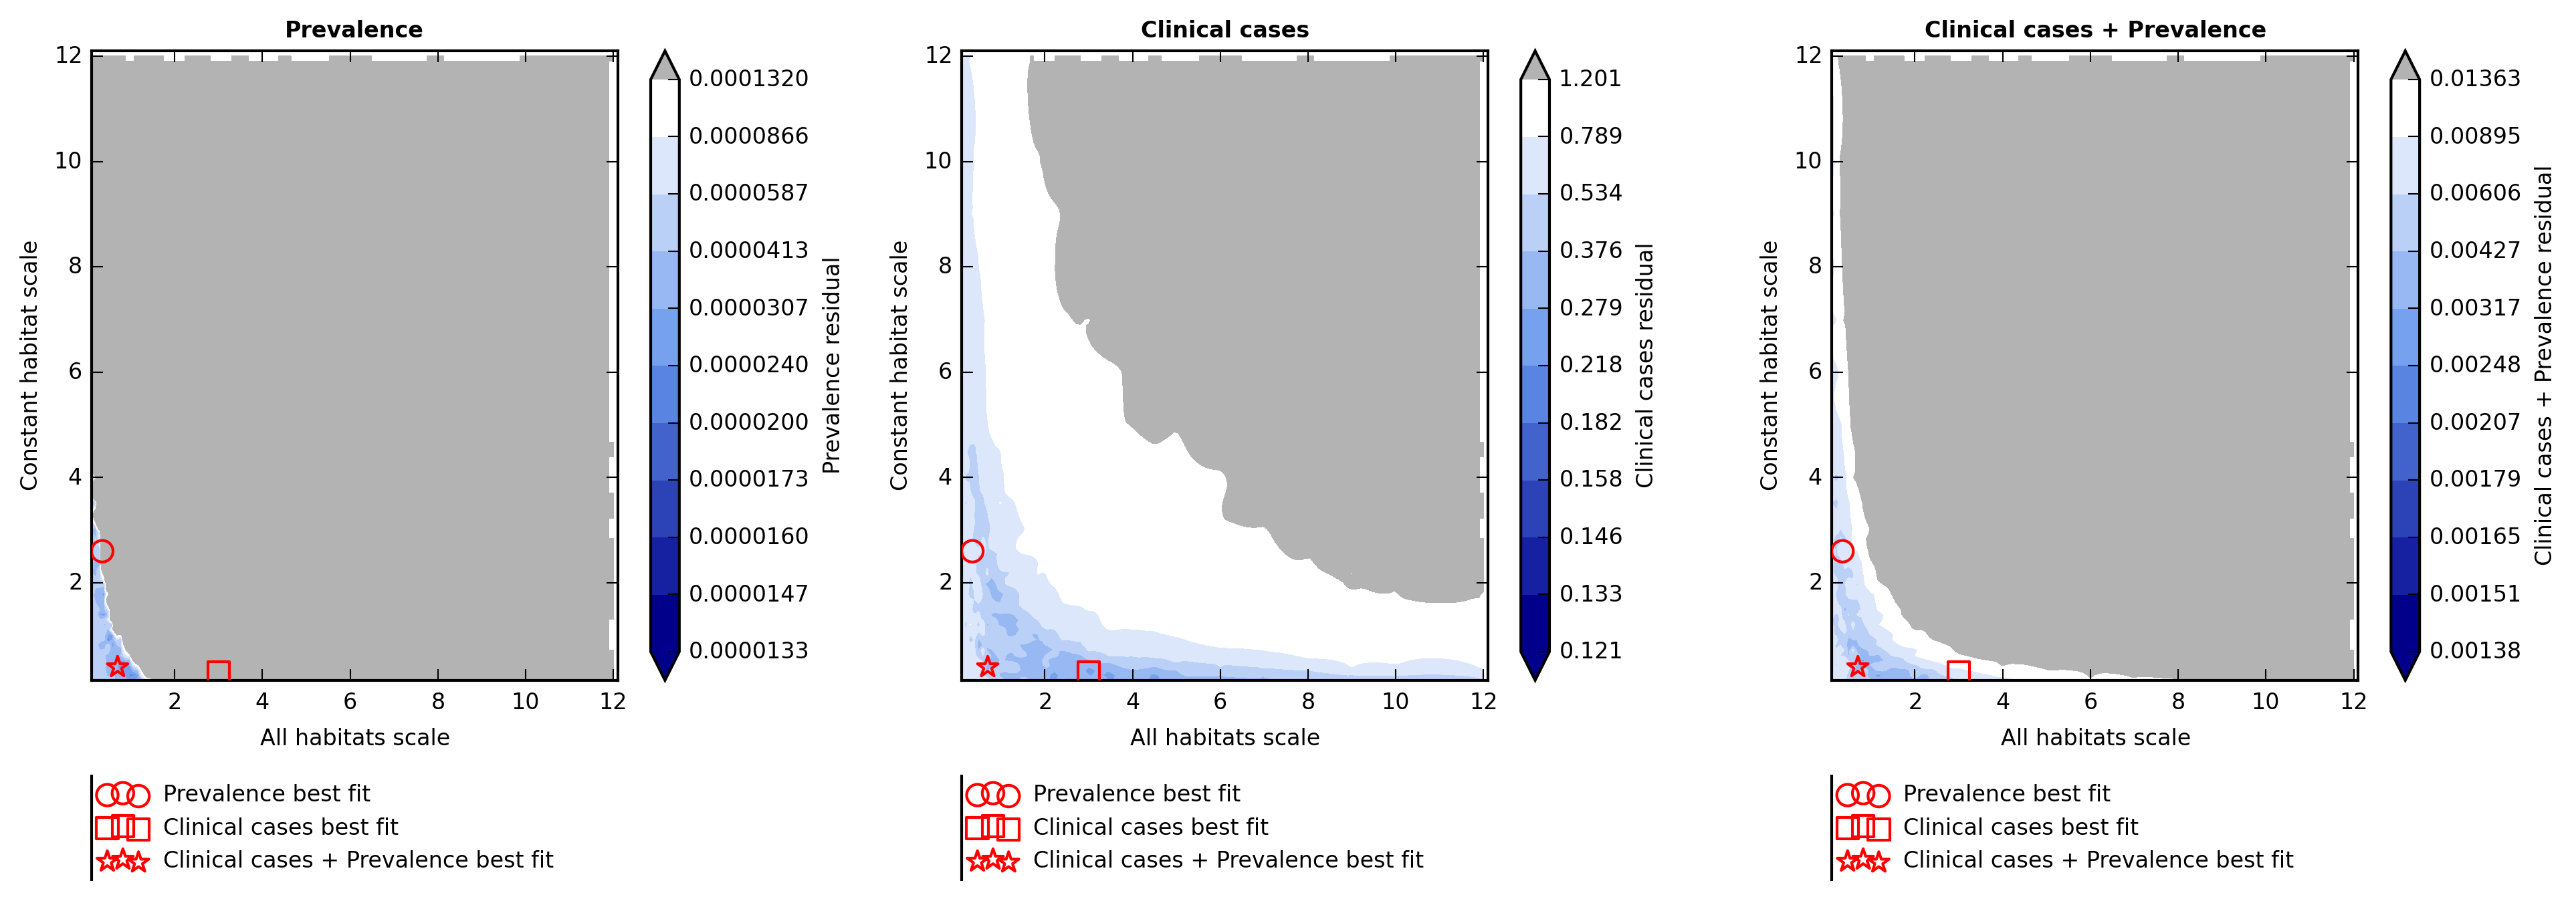 Prevalence
12
10
8
6
4
2
Constant habitat scale
2 4 6 8 10 12
All habitats scale
0.0001320
0.0000866
0.0000587
0.0000413
0.0000307
0.0000240
0.0000200
0.0000173
0.0000160
0.0000147
0.0000133
Prevalence residual
Prevalence best fit
Clinical cases best fit
Clinical cases + Prevalence best fit
Clinical cases
12
10
8
6
4
2
Constant habitat scale
2 4 6 8 10 12
All habitats scale
1.201
0.789
0.534
0.376
0.279
0.218
0.182
0.158
0.146
0.133
0.121
Clinical cases residual
Prevalence best fit
Clinical cases best fit
Clinical cases + Prevalence best fit
Clinical cases + Prevalence
12
10
8
6
4
2
Constant habitat scale
2 4 6 8 10 12
All habitats scale
0.01363
0.00895
0.00606
0.00427
0.00317
0.00248
0.00207
0.00179
0.00165
0.00151
0.00138
Clinical cases + Prevalence residual
Prevalence best fit
Clinical cases best fit
Clinical cases + Prevalence best fit